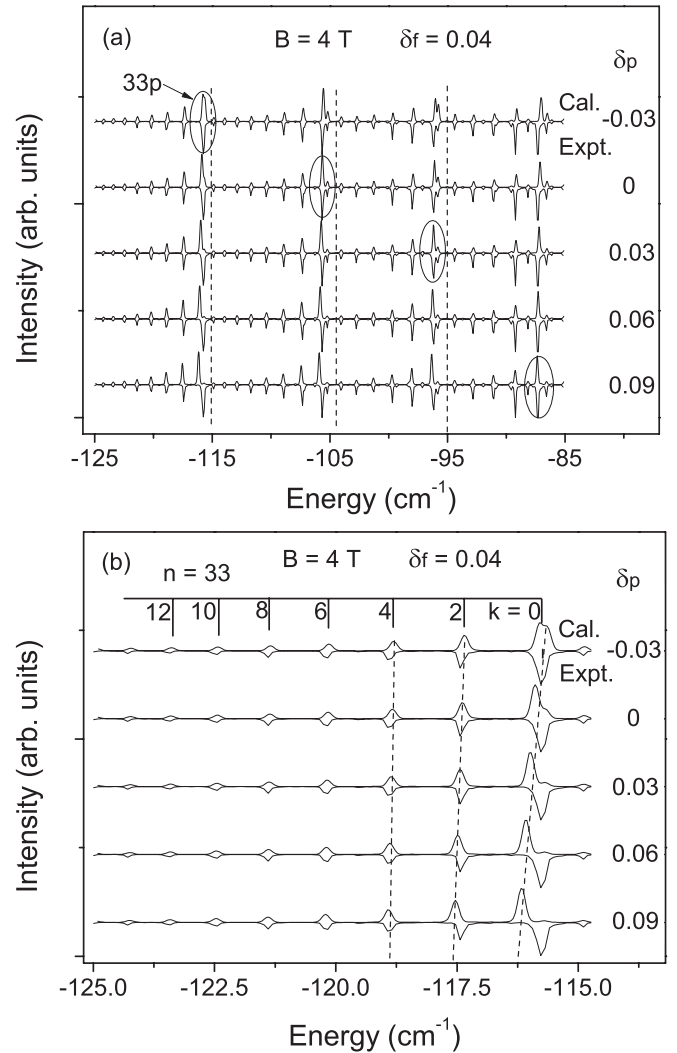 (a) B = 4 T δf = 0.04
δp
33p
Cal.
-0.03
Expt.
0
0.03
0.06
0.09
Intensity (arb. units)
-125 -115 -105 -95 -85
Energy (cm-1)
(b) B = 4 T δf = 0.04
δp
n = 33
12 10 8 6 4 2 k = 0
Cal.
-0.03
Expt.
0
0.03
0.06
0.09
Intensity (arb. units)
-125.0 -122.5 -120.0 -117.5 -115.0
Energy (cm-1)